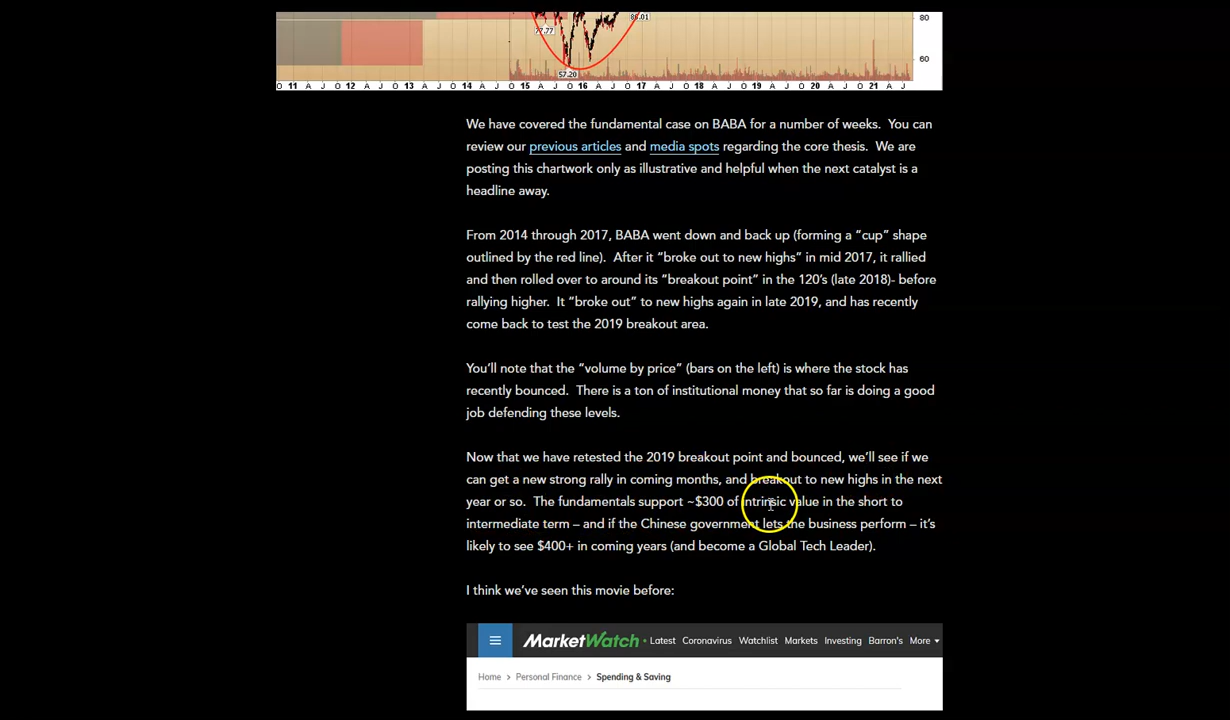 86.01
80
77.77
60
57.20
O 11 A J O 12 A J O 13 A J O 14 A J O 15 A J O 16 A J O 17 A J O 18 A J O 19 A J O 20 A J O 21 A J
We have covered the fundamental case on BABA for a number of weeks. You can
review our previous articles and media spots regarding the core thesis. We are
posting this chartwork only as illustrative and helpful when the next catalyst is a
headline away.
From 2014 through 2017, BABA went down and back up (forming a “cup” shape
outlined by the red line). After it “broke out to new highs” in mid 2017, it rallied
and then rolled over to around its “breakout point” in the 120’s (late 2018)- before
rallying higher. It “broke out” to new highs again in late 2019, and has recently
come back to test the 2019 breakout area.
You’ll note that the “volume by price” (bars on the left) is where the stock has
recently bounced. There is a ton of institutional money that so far is doing a good
job defending these levels.
Now that we have retested the 2019 breakout point and bounced, we’ll see if we
can get a new strong rally in coming months, and breakout to new highs in the next
year or so. The fundamentals support ~$300 of intrinsic value in the short to
intermediate term – and if the Chinese government lets the business perform – it’s
likely to see $400+ in coming years (and become a Global Tech Leader).
I think we’ve seen this movie before:
MarketWatch • Latest Coronavirus Watchlist Markets Investing Barron's More
Home > Personal Finance > Spending & Saving